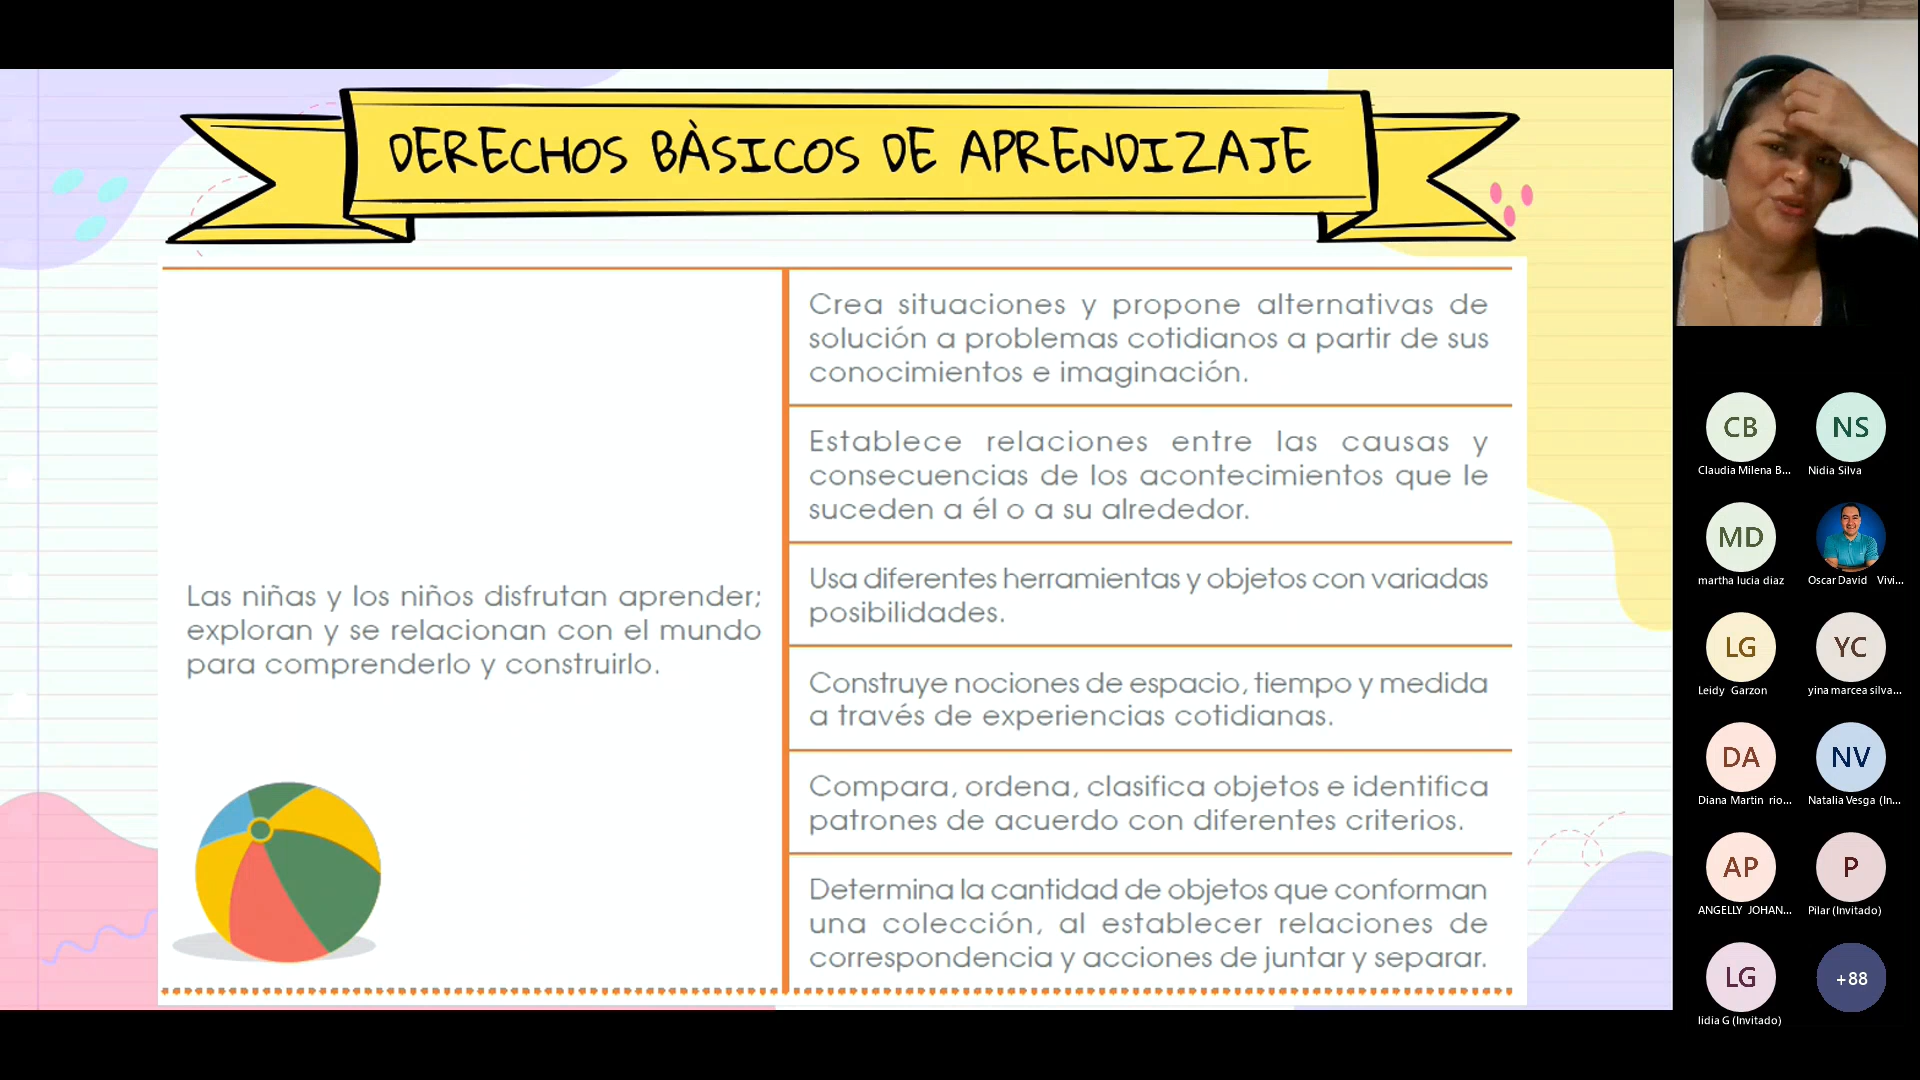 DERECHOS BÀSICOS DE APRENDIZAJE
Las niñas y los niños disfrutan aprender;
exploran y se relacionan con el mundo
para comprenderlo y construirlo.
Crea situaciones y propone alternativas de
solución a problemas cotidianos a partir de sus
conocimientos e imaginación.
Establece relaciones entre las causas y
consecuencias de los acontecimientos que le
suceden a él o a su alrededor.
Usa diferentes herramientas y objetos con variadas
posibilidades.
Construye nociones de espacio, tiempo y medida
a través de experiencias cotidianas.
Compara, ordena, clasifica objetos e identifica
patrones de acuerdo con diferentes criterios.
Determina la cantidad de objetos que conforman
una colección, al establecer relaciones de
correspondencia y acciones de juntar y separar.
CB
Claudia Milena B...
NS
Nidia Silva
MD
martha lucia diaz
Oscar David Vivi...
LG
Leidy Garzon
YC
yina marcea silva...
DA
Diana Martin rio...
NV
Natalia Vesga (In...
AP
ANGELLY JOHAN...
P
Pilar (Invitado)
LG
lidia G (Invitado)
+88